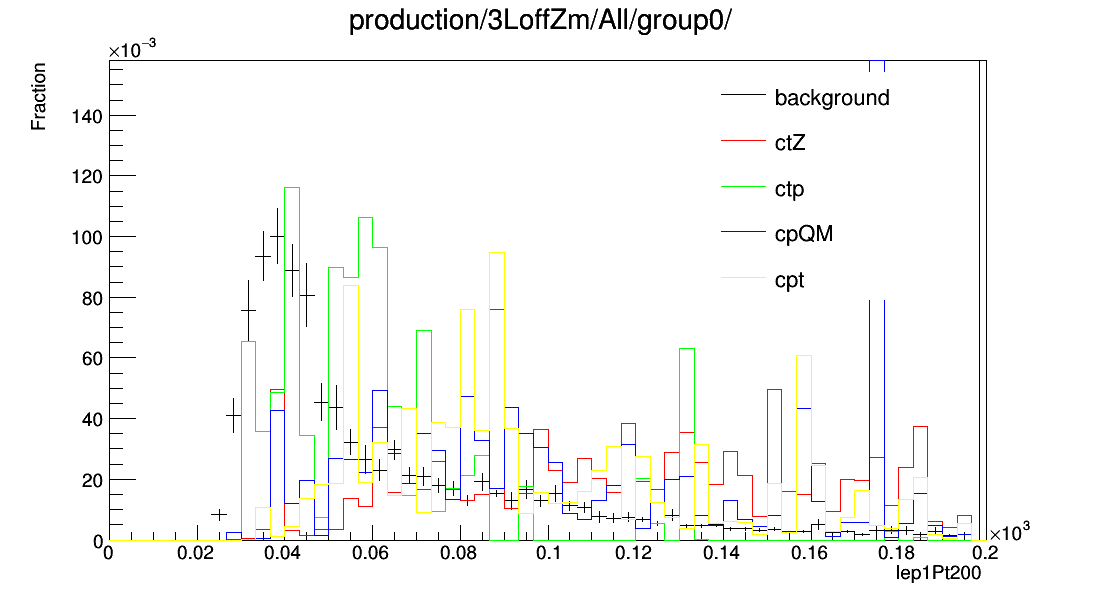 production/3LoffZm/All/group0/
×10⁻³
Fraction
140
120
100
80
60
40
20
0
background
ctZ
ctp
cpQM
cpt
0 0.02 0.04 0.06 0.08 0.1 0.12 0.14 0.16 0.18 0.2
×10³
lep1Pt200